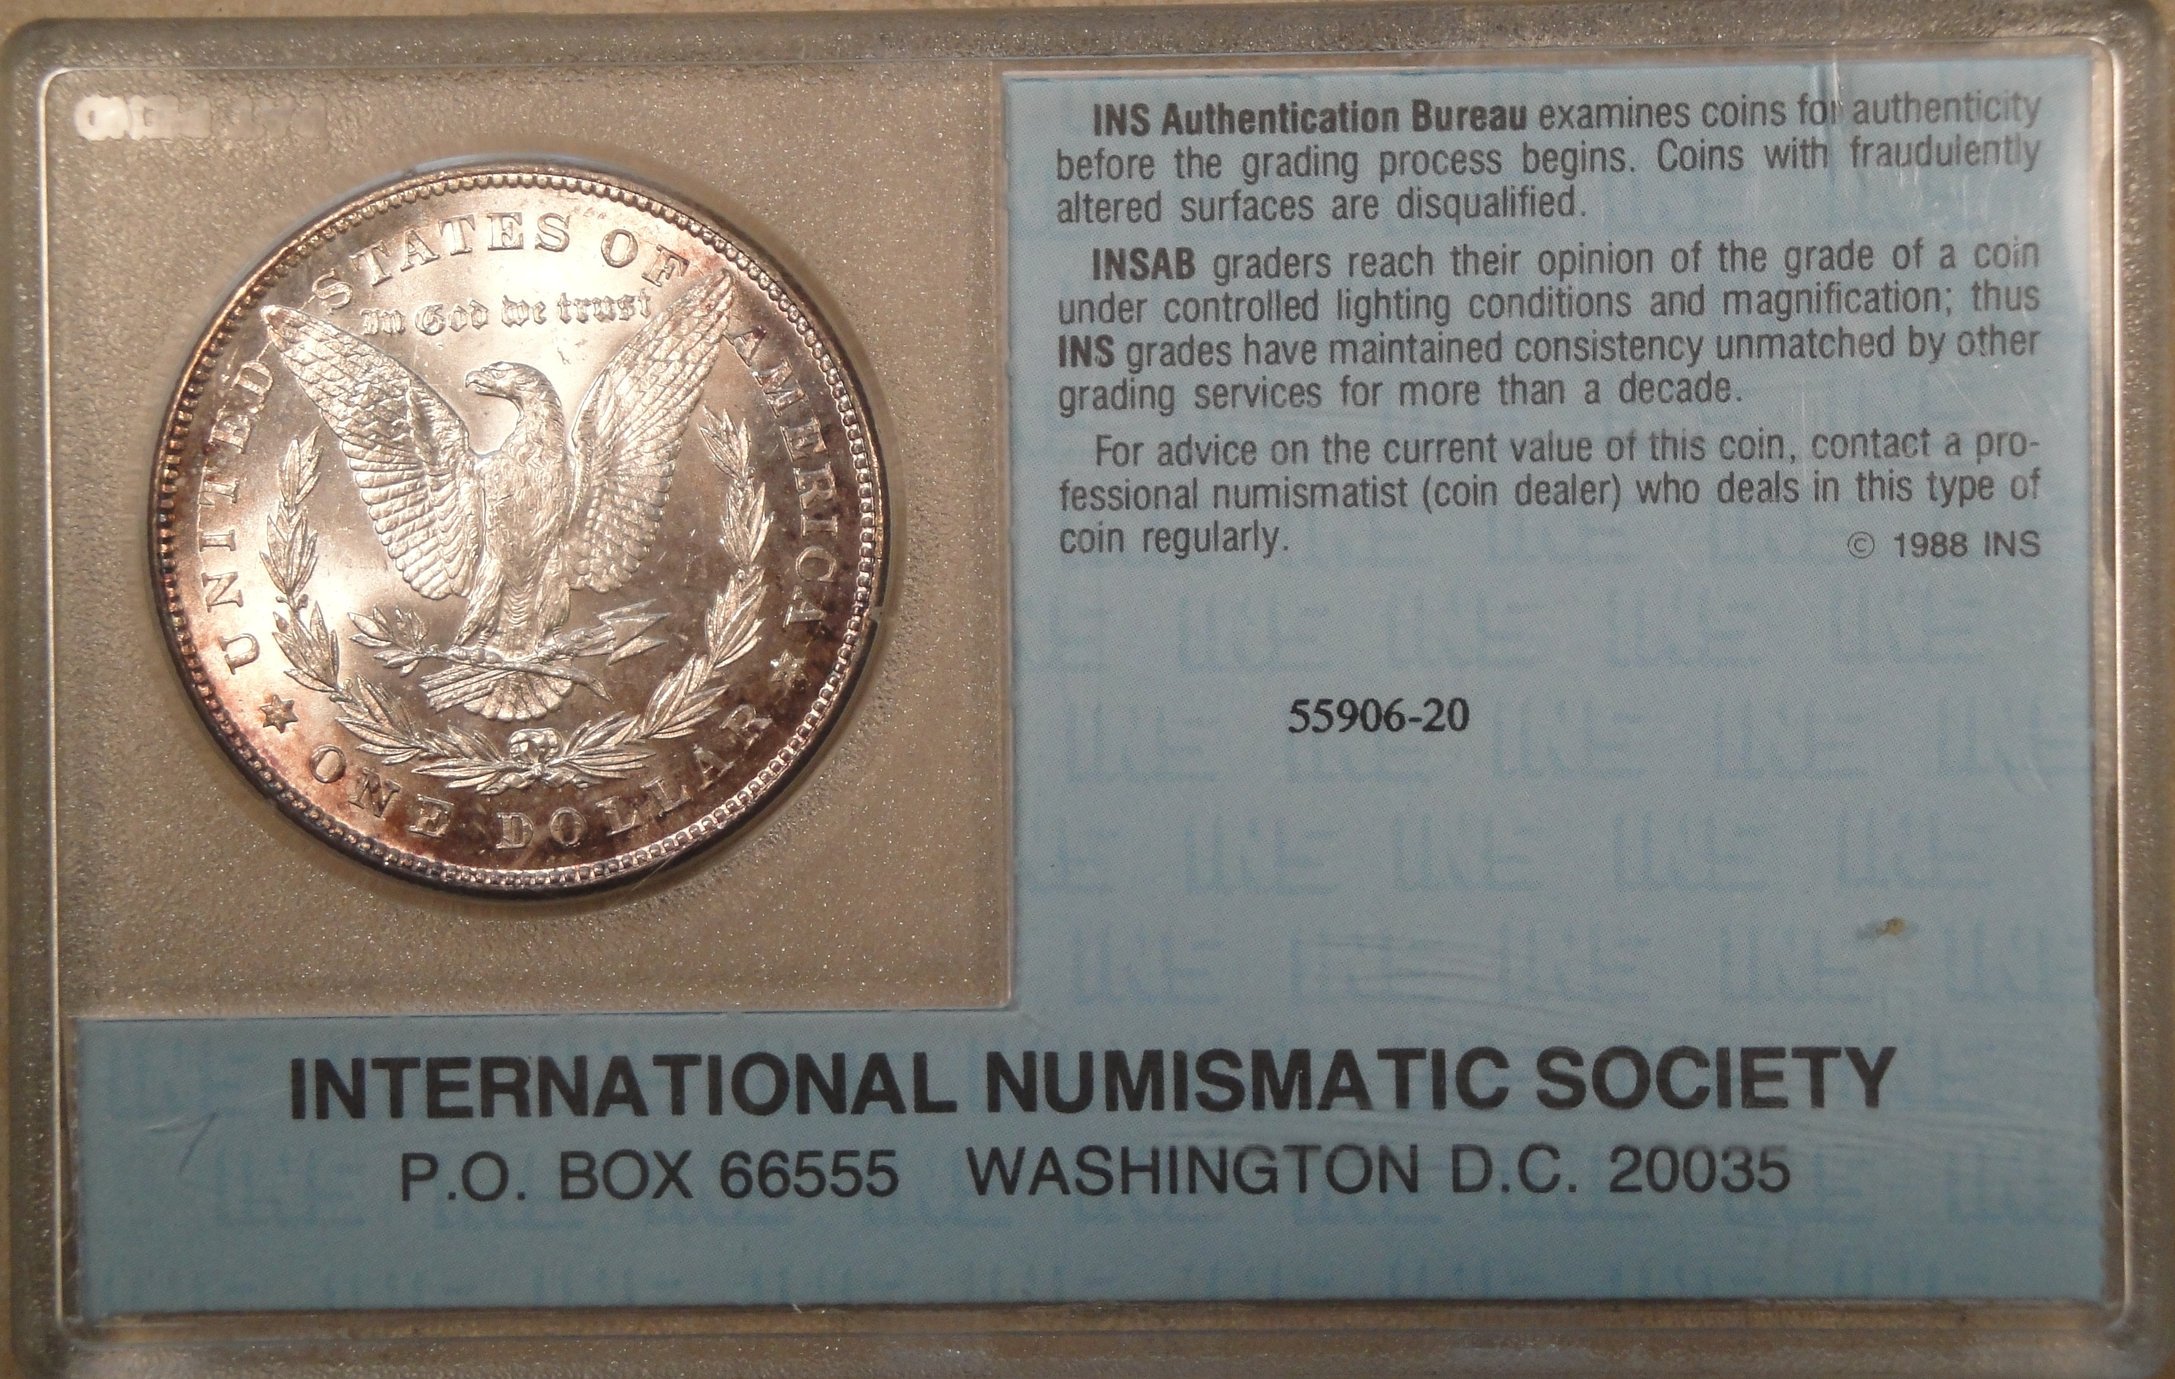 UNITED STATES OF AMERICA
In God we trust
ONE DOLLAR
INS Authentication Bureau examines coins for authenticity
before the grading process begins. Coins with fraudulently
altered surfaces are disqualified.
INSAB graders reach their opinion of the grade of a coin
under controlled lighting conditions and magnification; thus
INS grades have maintained consistency unmatched by other
grading services for more than a decade.
For advice on the current value of this coin, contact a pro-
fessional numismatist (coin dealer) who deals in this type of
coin regularly.
© 1988 INS
55906-20
INTERNATIONAL NUMISMATIC SOCIETY
P.O. BOX 66555 WASHINGTON D.C. 20035